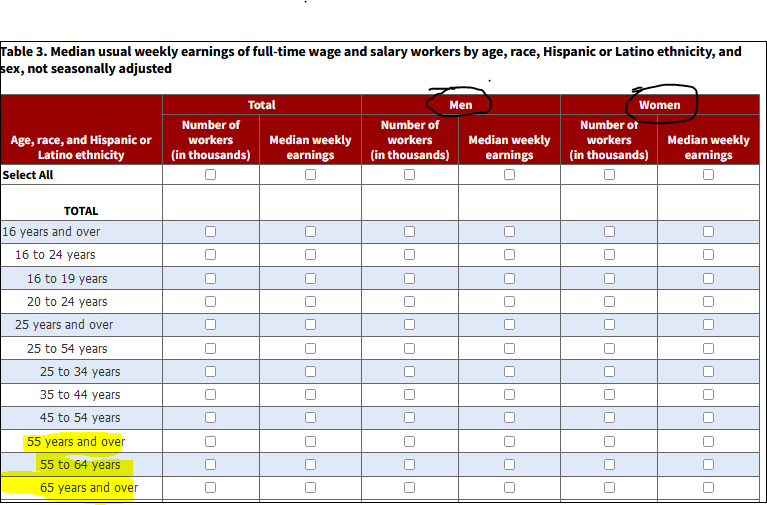 Table 3. Median usual weekly earnings of full-time wage and salary workers by age, race, Hispanic or Latino ethnicity, and
sex, not seasonally adjusted
Total Men Women
Age, race, and Hispanic or
Latino ethnicity
Number of
workers
(in thousands)
Median weekly
earnings
Number of
workers
(in thousands)
Median weekly
earnings
Number of
workers
(in thousands)
Median weekly
earnings
Select All
TOTAL
16 years and over
16 to 24 years
16 to 19 years
20 to 24 years
25 years and over
25 to 54 years
25 to 34 years
35 to 44 years
45 to 54 years
55 years and over
55 to 64 years
65 years and over